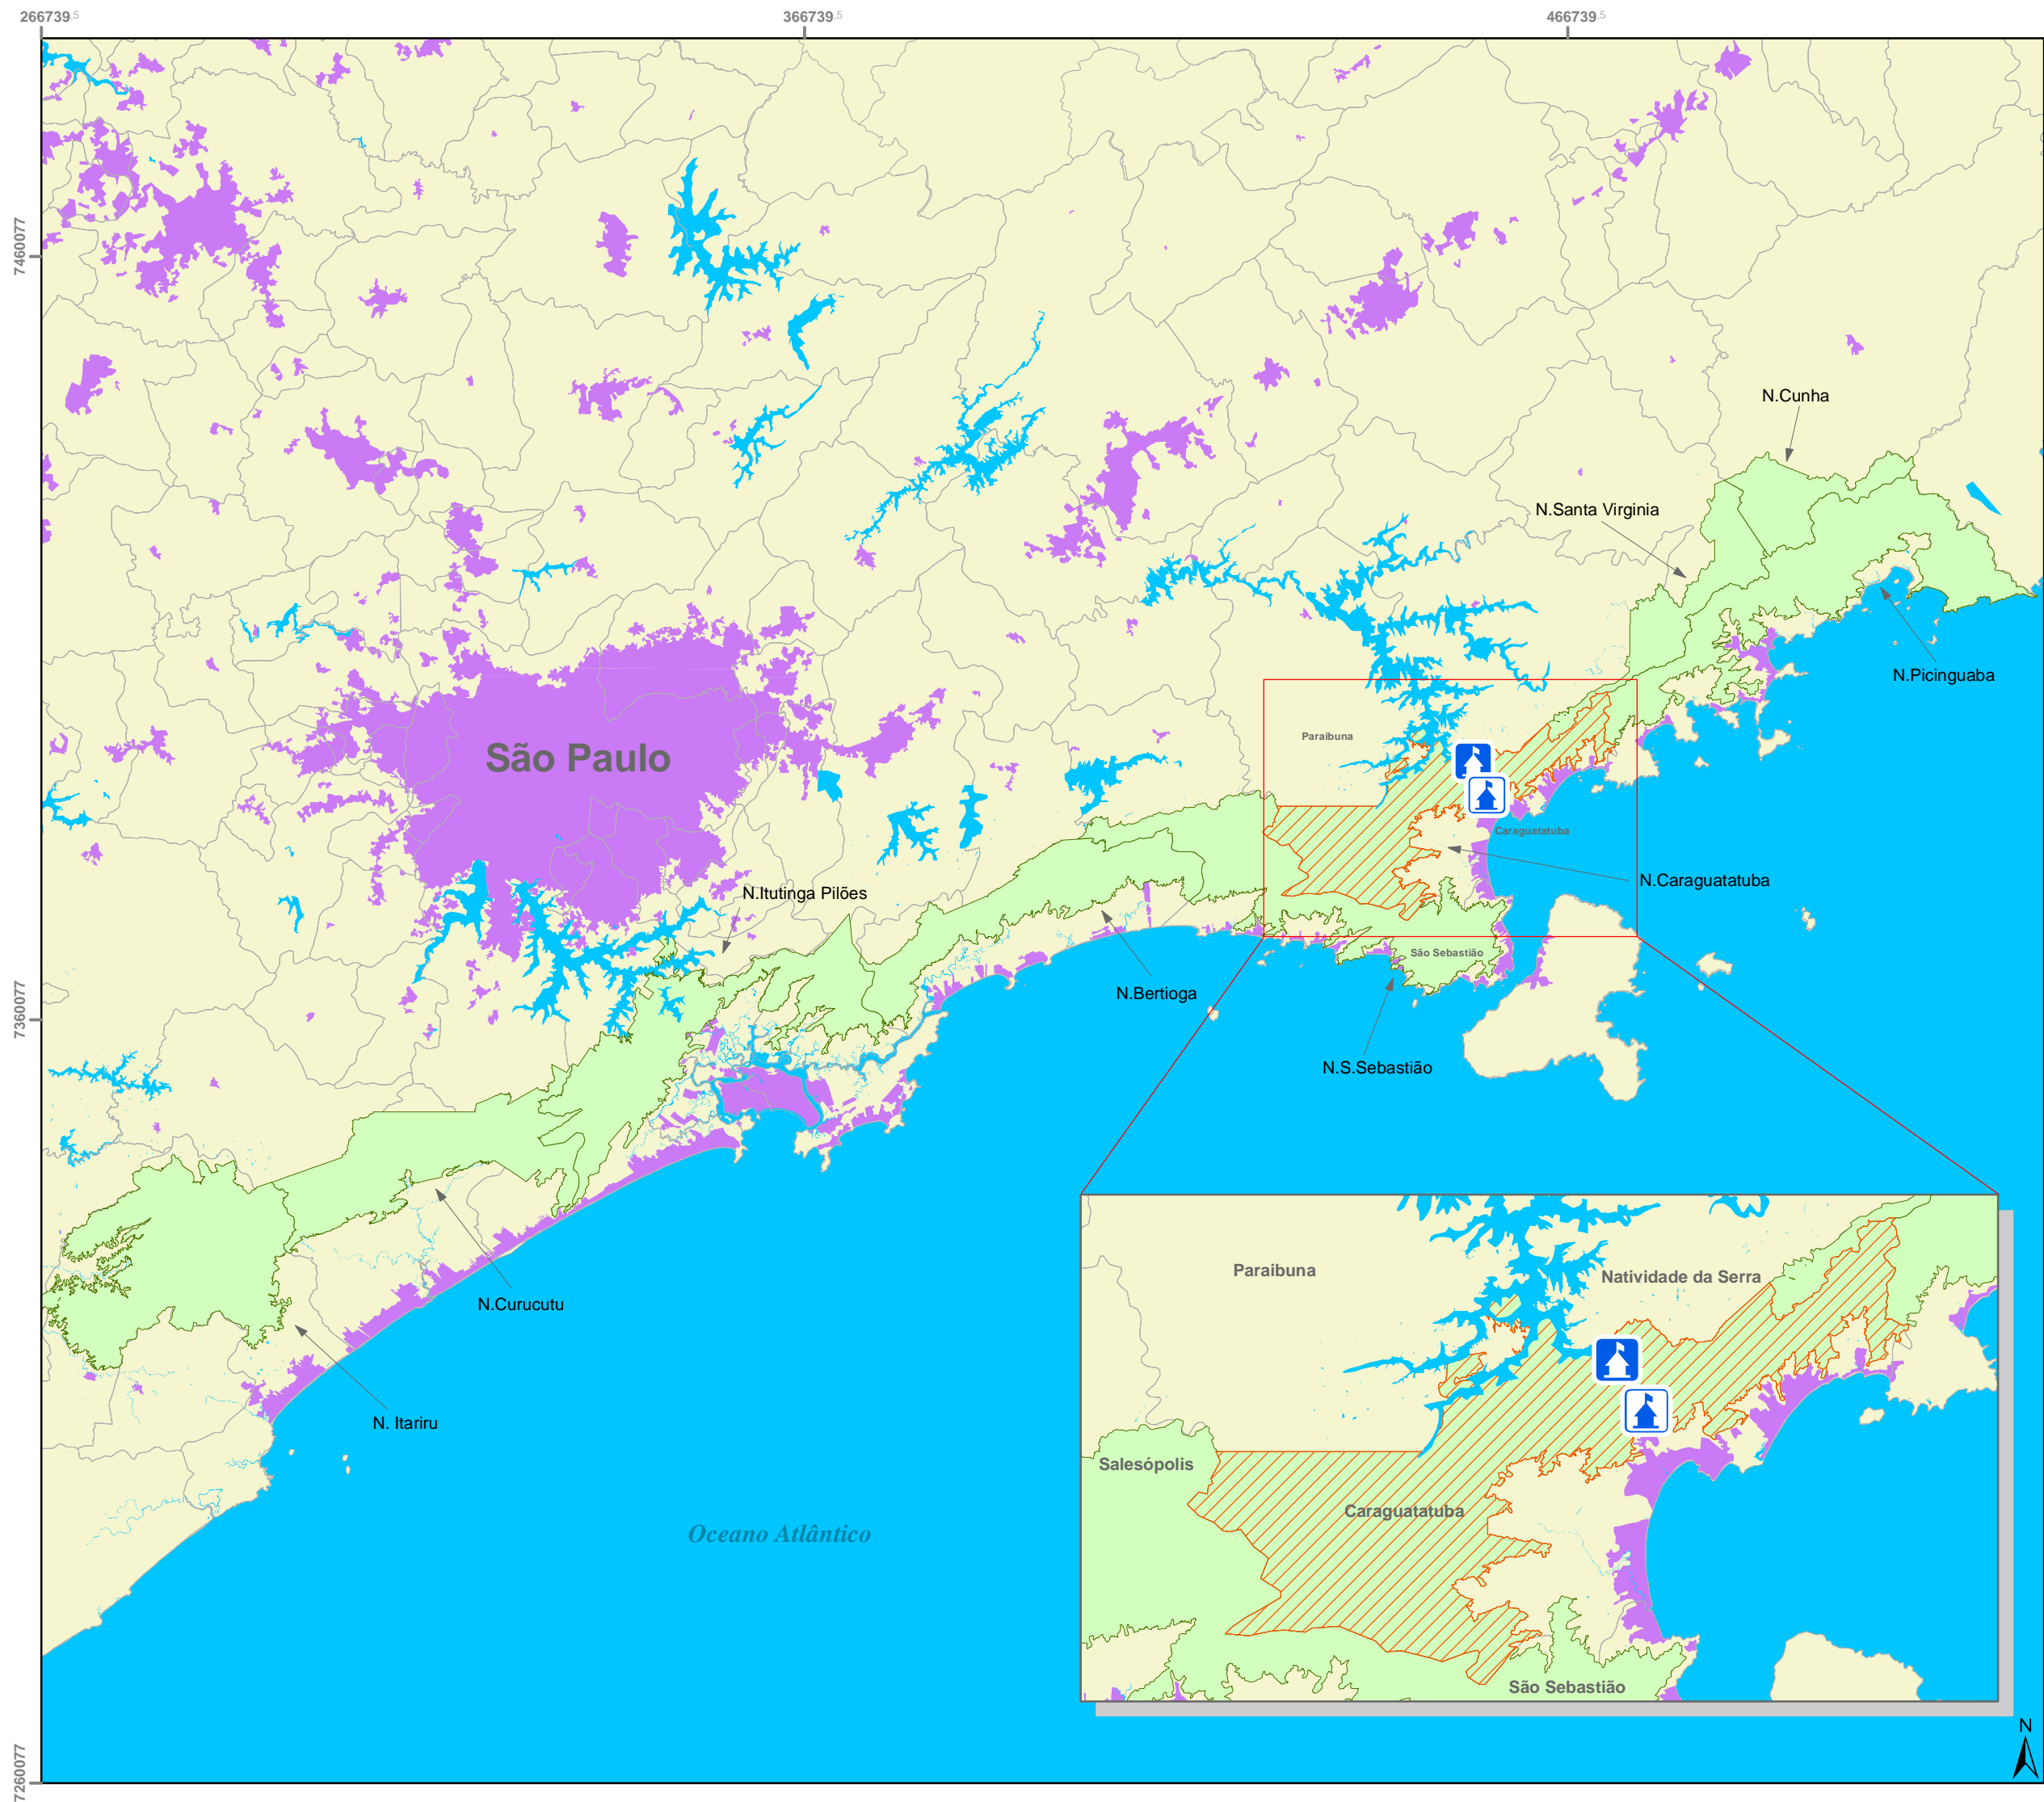 266739.5
366739.5
466739.5
7460077
7360077
7260077
N.Cunha
N.Santa Virginia
N.Picinguaba
Paraibuna
São Paulo
Caraguatatuba
N.Caraguatatuba
N.Itutinga Pilões
São Sebastião
N.Bertioga
N.S.Sebastião
N.Curucutu
N. Itariru
Oceano Atlântico
Paraibuna
Natividade da Serra
Salesópolis
Caraguatatuba
São Sebastião
N